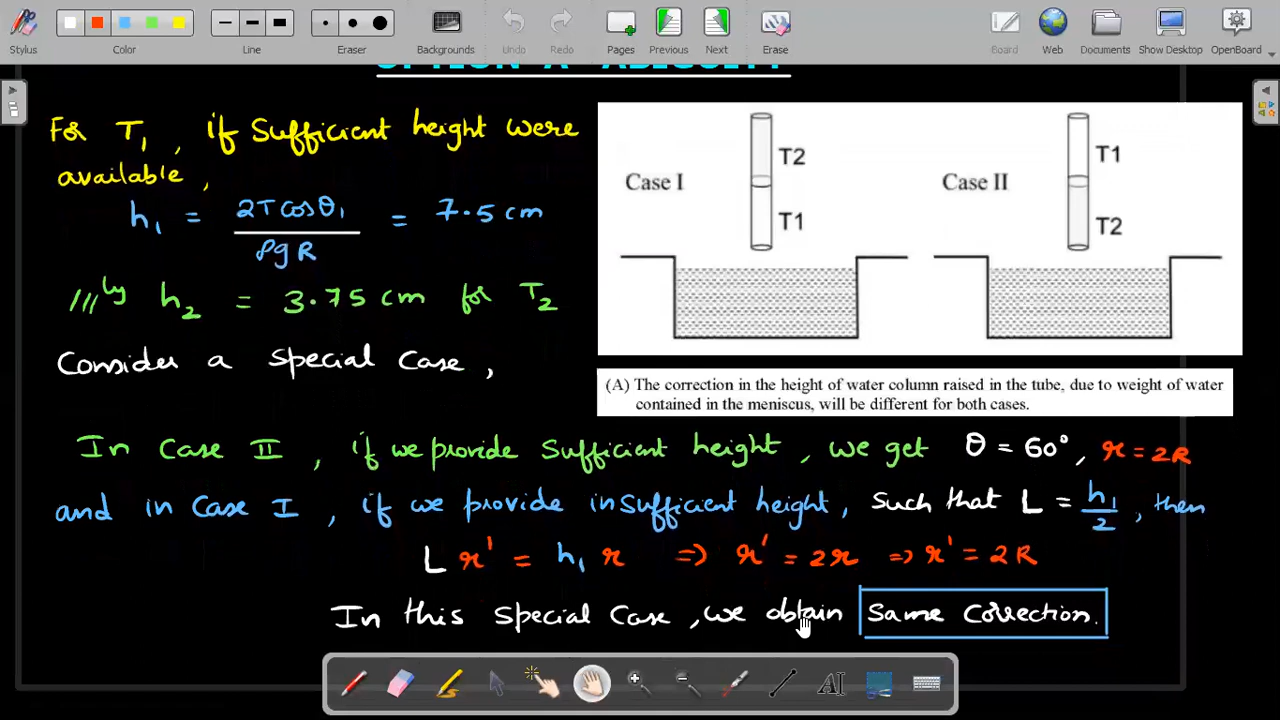 Stylus
Color
Line
Eraser
Backgrounds
Undo
Redo
Pages
Previous
Next
Erase
Board
Web
Documents
Show Desktop
OpenBoard
OPTION A AMBIGUITY
For T₁, if Sufficient height were
available,
h₁ = 2T cosθ₁ / ρgR = 7.5 cm
|||ly h₂ = 3.75 cm for T₂
Consider a special case,
Case I
T2
T1
Case II
T1
T2
(A) The correction in the height of water column raised in the tube, due to weight of water
contained in the meniscus, will be different for both cases.
In Case II, if we provide sufficient height, we get θ = 60°, r = 2R
and in Case I, if we provide insufficient height, such that L = h₁/2, then
L r' = h₁ r ⇒ r' = 2r ⇒ r' = 2R
In this special case, we obtain Same Correction.
AI